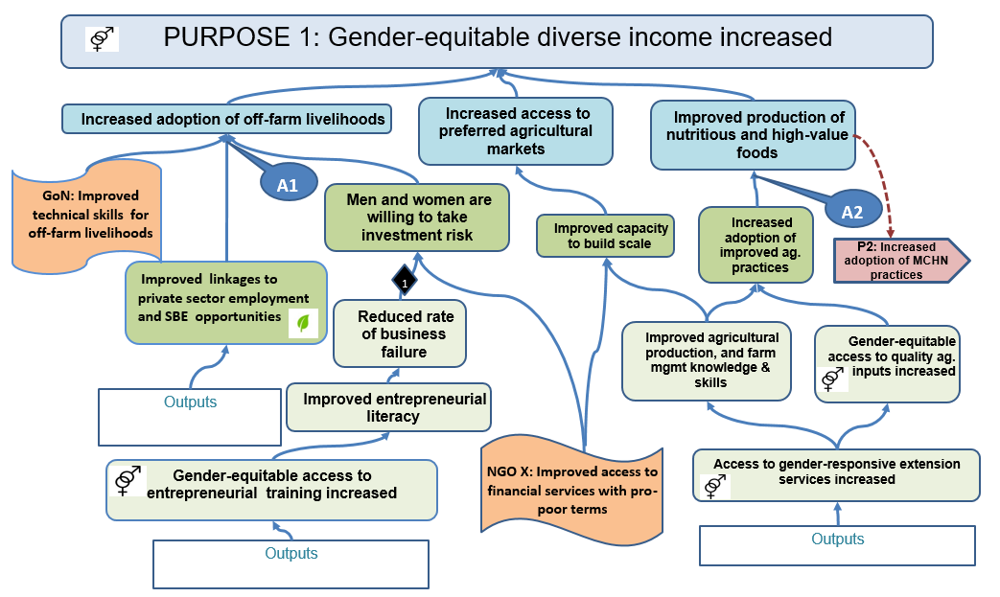 PURPOSE 1: Gender-equitable diverse income increased
Increased adoption of off-farm livelihoods
Increased access to
preferred agricultural
markets
Improved production of
nutritious and high-value
foods
GoN: Improved
technical skills for
off-farm livelihoods
A1
Men and women are
willing to take
investment risk
Improved capacity
to build scale
Increased
adoption of
improved ag.
practices
A2
P2: Increased
adoption of MCHN
practices
Improved linkages to
private sector employment
and SBE opportunities
1
Reduced rate
of business
failure
Improved agricultural
production, and farm
mgmt knowledge &
skills
Gender-equitable
access to quality ag.
inputs increased
Outputs
Improved entrepreneurial
literacy
Gender-equitable access to
entrepreneurial training increased
NGO X: Improved access to
financial services with pro-
poor terms
Access to gender-responsive extension
services increased
Outputs
Outputs